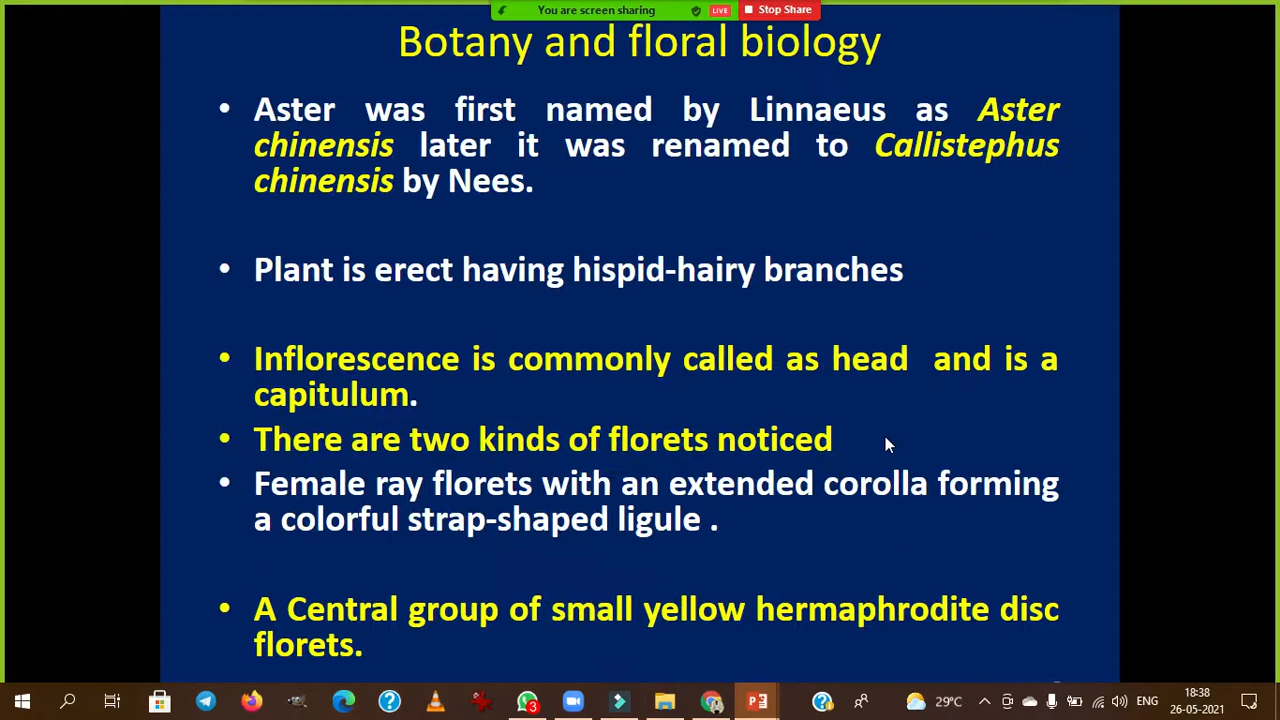 You are screen sharing LIVE Stop Share
Botany and floral biology
• Aster was first named by Linnaeus as Aster
chinensis later it was renamed to Callistephus
chinensis by Nees.
• Plant is erect having hispid-hairy branches
• Inflorescence is commonly called as head and is a
capitulum.
• There are two kinds of florets noticed
• Female ray florets with an extended corolla forming
a colorful strap-shaped ligule .
• A Central group of small yellow hermaphrodite disc
florets.
3
29°C
ENG
18:38
26-05-2021